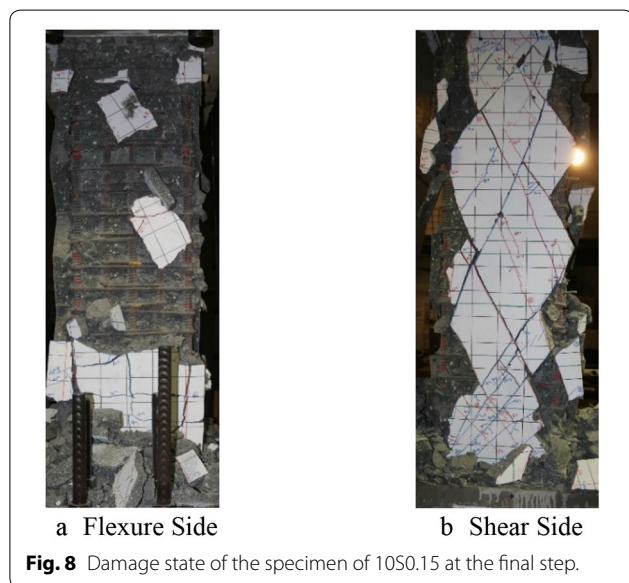 a Flexure Side
b Shear Side
Fig. 8 Damage state of the specimen of 10S0.15 at the final step.